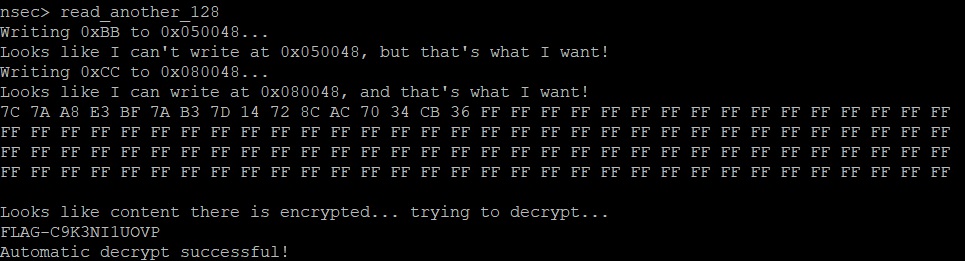 nsec> read_another_128
Writing 0xBB to 0x050048...
Looks like I can't write at 0x050048, but that's what I want!
Writing 0xCC to 0x080048...
Looks like I can write at 0x080048, and that's what I want!
7C 7A A8 E3 BF 7A B3 7D 14 72 8C AC 70 34 CB 36 FF FF FF FF FF FF FF FF FF FF FF FF FF FF FF FF
FF FF FF FF FF FF FF FF FF FF FF FF FF FF FF FF FF FF FF FF FF FF FF FF FF FF FF FF FF FF FF FF
FF FF FF FF FF FF FF FF FF FF FF FF FF FF FF FF FF FF FF FF FF FF FF FF FF FF FF FF FF FF FF FF
FF FF FF FF FF FF FF FF FF FF FF FF FF FF FF FF FF FF FF FF FF FF FF FF FF FF FF FF FF FF FF FF
Looks like content there is encrypted... trying to decrypt...
FLAG-C9K3NI1UOVP
Automatic decrypt successful!